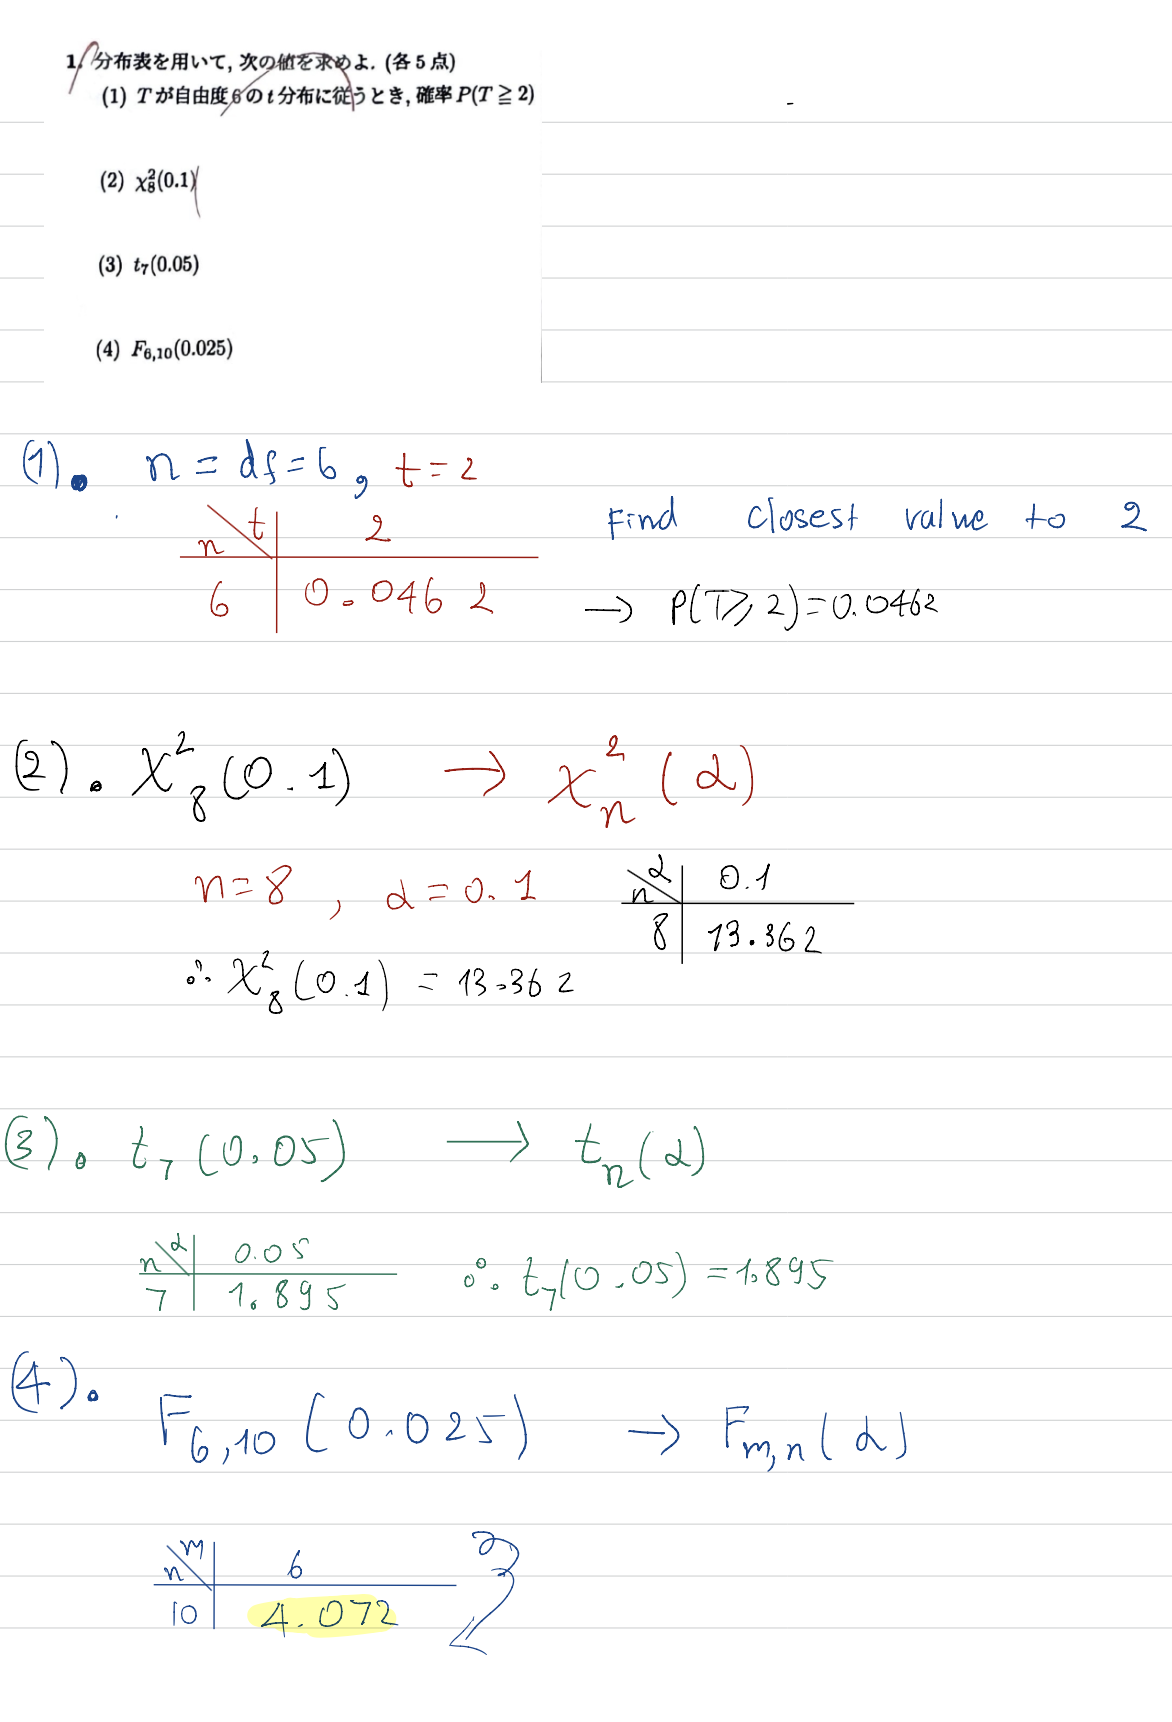 1. 分布表を用いて, 次の値を求めよ. (各 5 点)
(1) T が自由度 6 の t 分布に従うとき, 確率 P(T ≧ 2)
(2) χ²₈(0.1)
(3) t₇(0.05)
(4) F₆,₁₀(0.025)
(1). n = df = 6, t = 2
n \ t | 2
6 | 0.0462
Find closest value to 2
→ P(T ≥ 2) = 0.0462
(2). χ²₈(0.1) → χ²ₙ(α)
n = 8, α = 0.1
n \ α | 0.1
8 | 13.362
∴ χ²₈(0.1) = 13.362
(3). t₇(0.05) → tₙ(α)
n \ α | 0.05
7 | 1.895
∴ t₇(0.05) = 1.895
(4).
F₆,₁₀(0.025) → Fm,n(α)
n \ m | 6
10 | 4.072